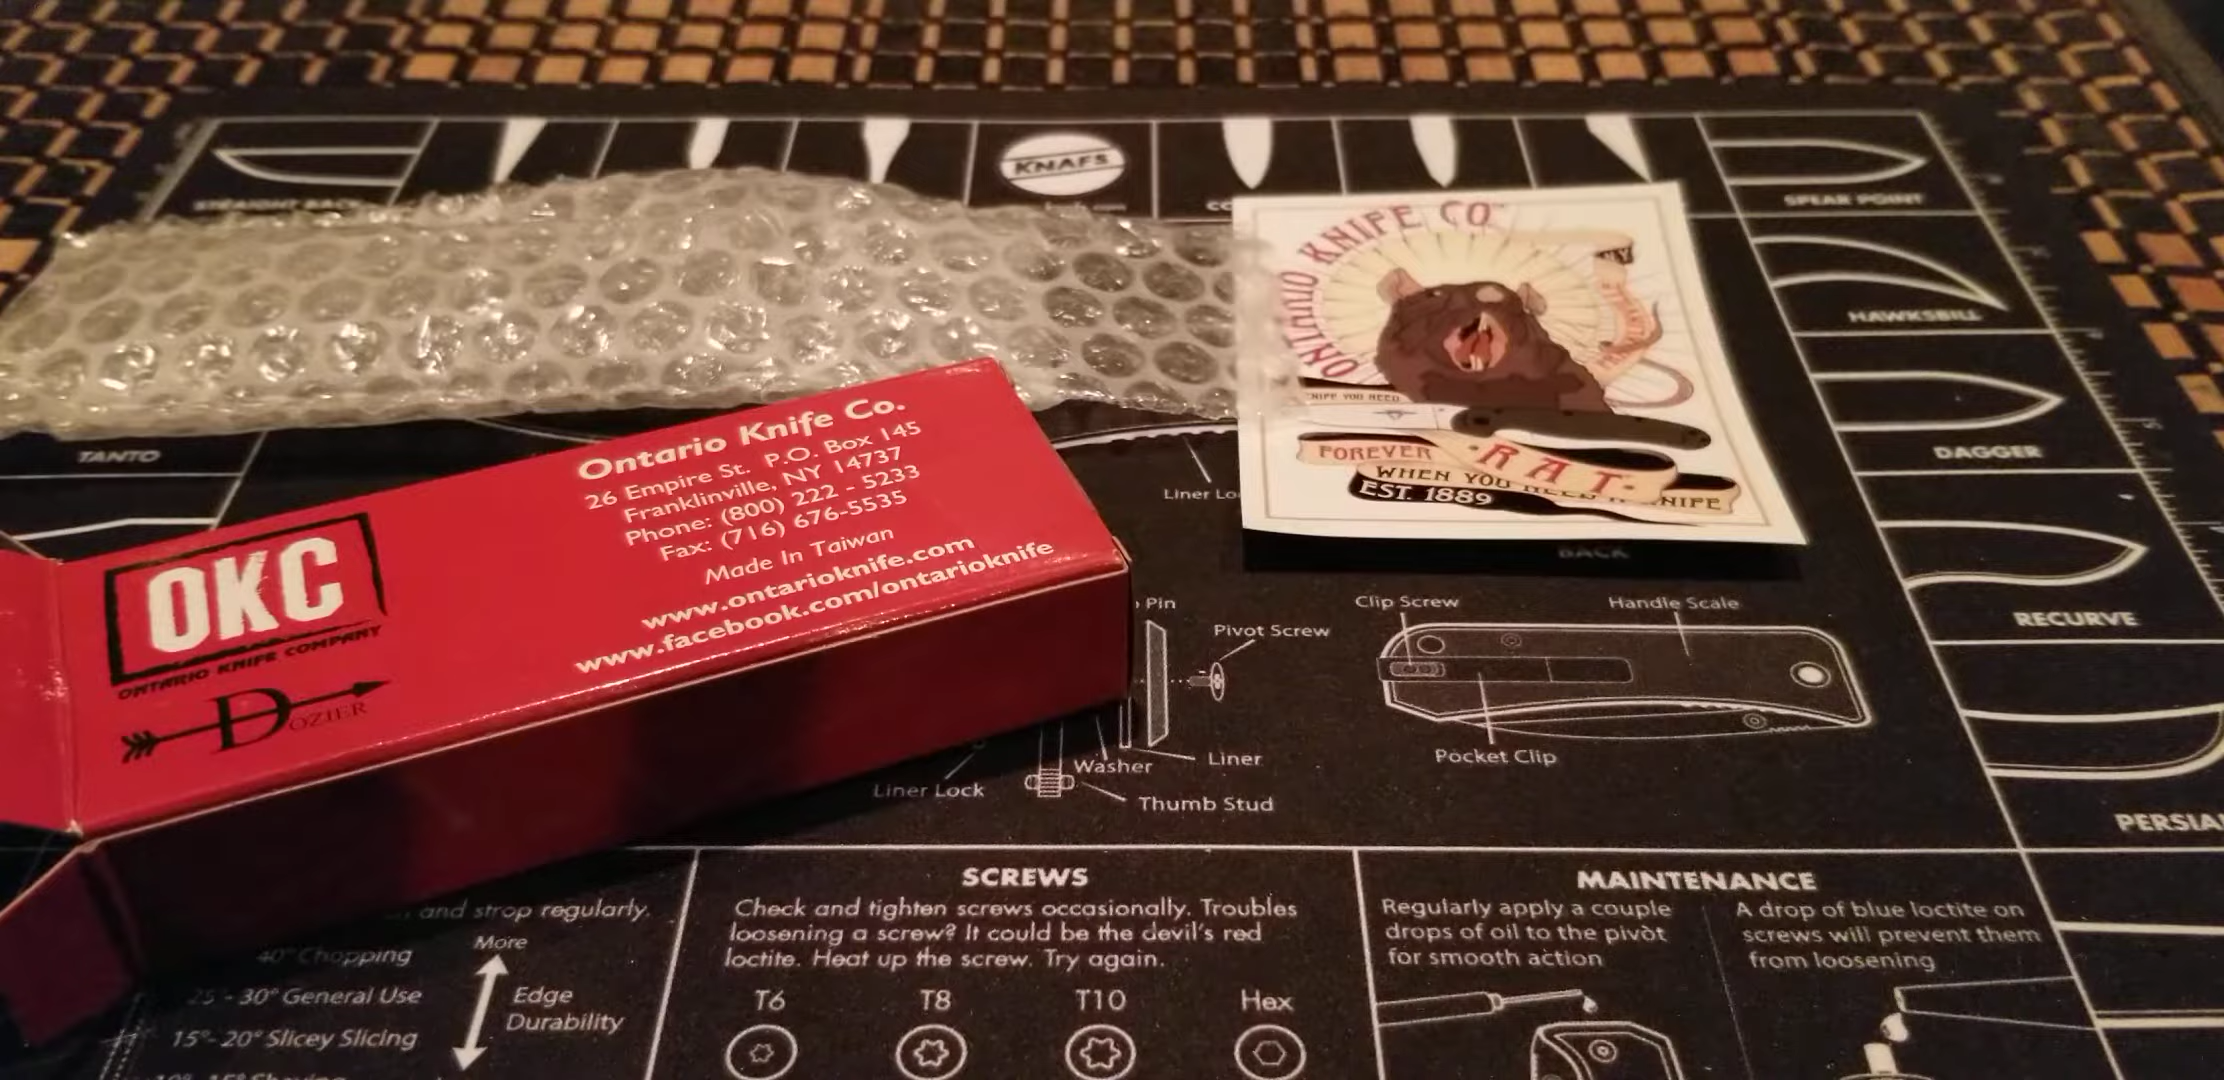 KNAFS
SPEAR POINT
HAWKSBILL
DAGGER
RECURVE
TANTO
ONTARIO KNIFE CO
KNIFE YOU NEED
FOREVER
·RAT·
WHEN YOU NEED A KNIFE
EST. 1889
BACK
Ontario Knife Co.
26 Empire St. P.O. Box 145
Franklinville, NY 14737
Phone: (800) 222 - 5233
Fax: (716) 676-5535
Made In Taiwan
www.ontarioknife.com
www.facebook.com/ontarioknife
OKC
ONTARIO KNIFE COMPANY
DOZIER
Pin
Pivot Screw
Washer
Liner
Liner Lock
Thumb Stud
Clip Screw
Handle Scale
Pocket Clip
and strop regularly.
40° Chopping
25° - 30° General Use
15°- 20° Slicey Slicing
More
Edge
Durability
SCREWS
Check and tighten screws occasionally. Troubles
loosening a screw? It could be the devil's red
loctite. Heat up the screw. Try again.
T6
T8
T10
Hex
MAINTENANCE
Regularly apply a couple
drops of oil to the pivot
for smooth action
A drop of blue loctite on
screws will prevent them
from loosening